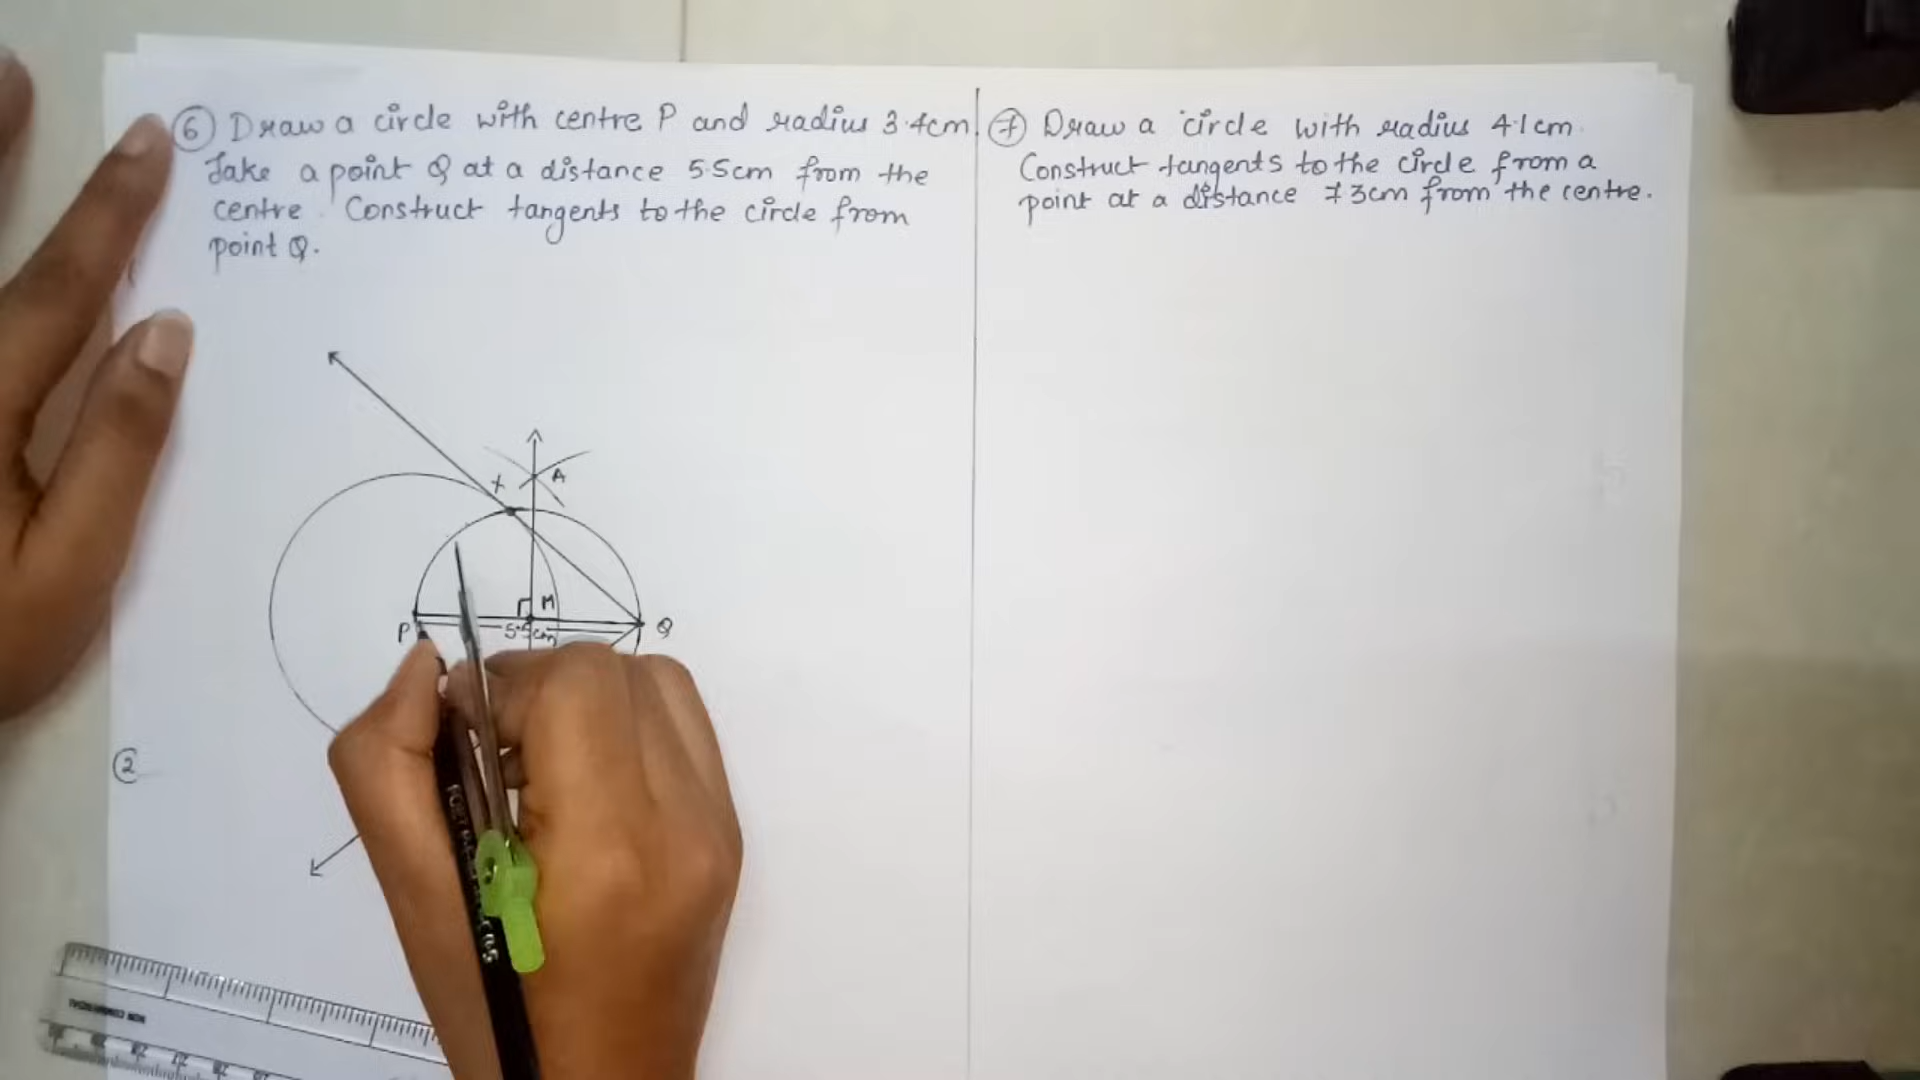 6 Draw a circle with centre P and radius 3.4cm.
Take a point Q at a distance 5.5cm from the
centre. Construct tangents to the circle from
point Q.
7 Draw a circle with radius 4.1cm.
Construct tangents to the circle from a
point at a distance 7.3cm from the centre.
A
M
P
5.5cm
Q
2
NON COMMERCIAL